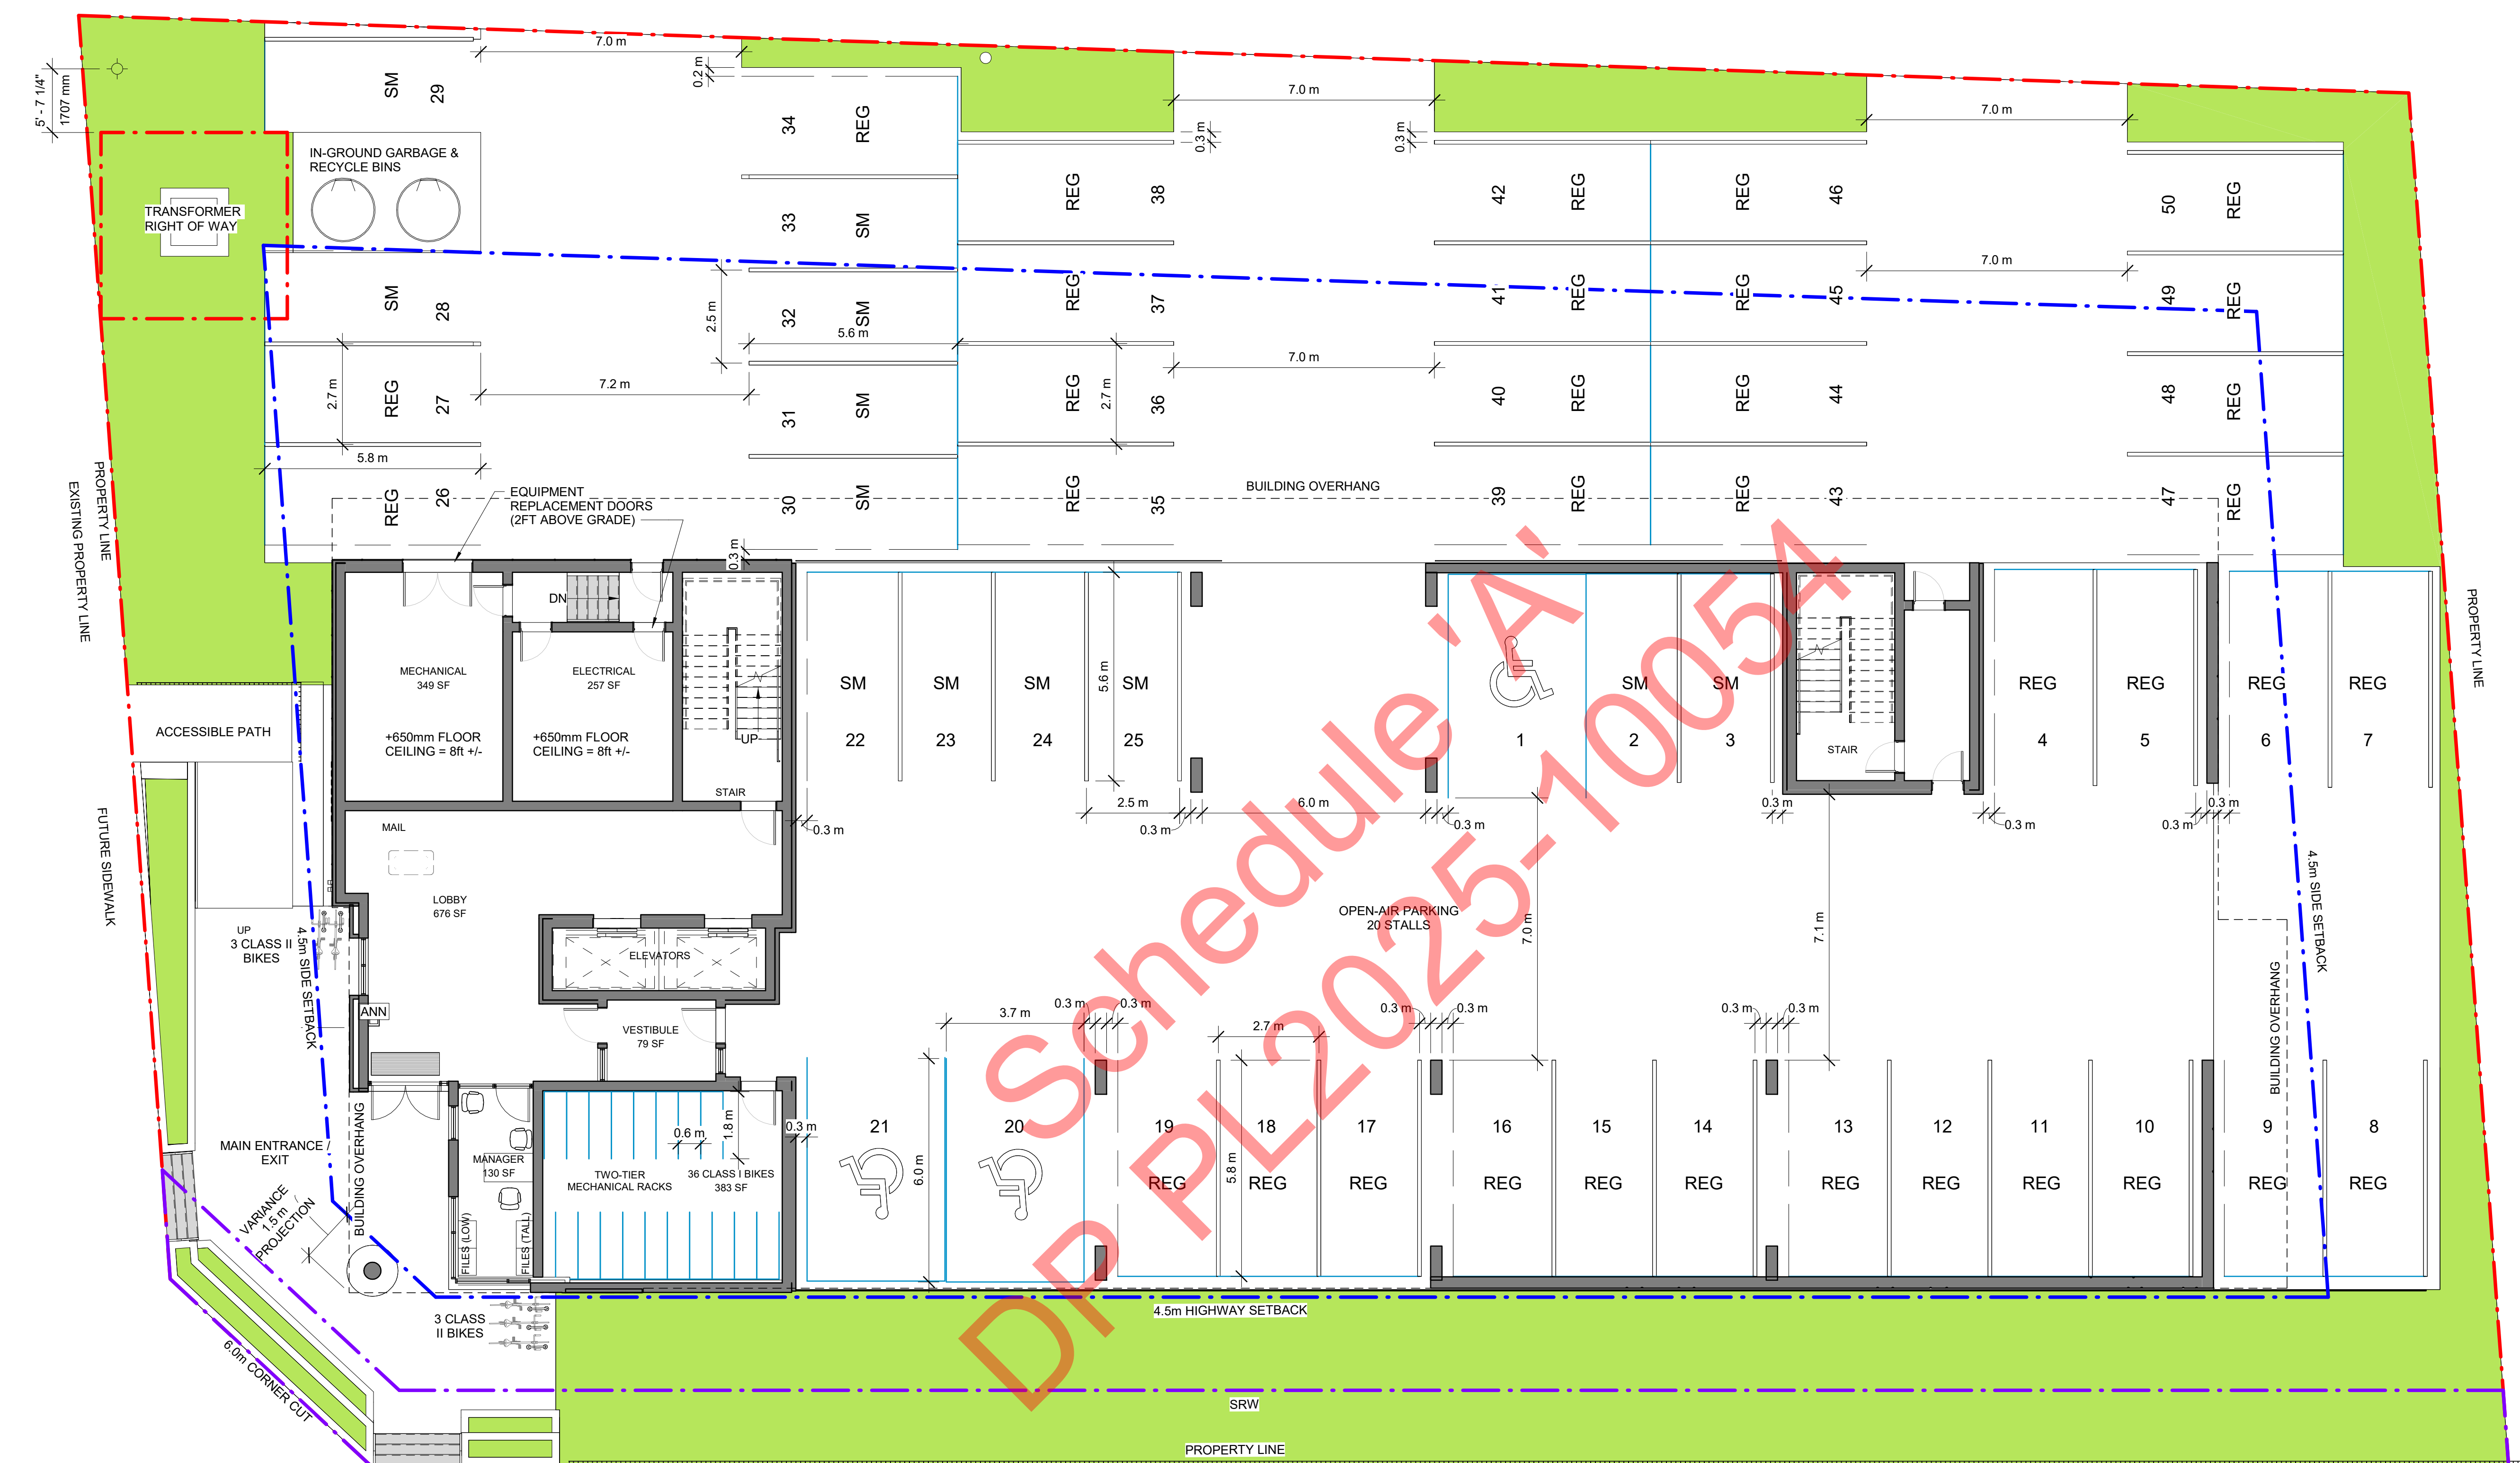 7.0 m
5' - 7 1/4"
1707 mm
SM
29
0.2 m
34
REG
7.0 m
0.3 m
0.3 m
7.0 m
IN-GROUND GARBAGE &
RECYCLE BINS
TRANSFORMER
RIGHT OF WAY
33
SM
REG
38
42
REG
REG
46
50
REG
SM
28
2.5 m
32
SM
5.6 m
REG
37
41
REG
REG
45
7.0 m
49
REG
2.7 m
REG
27
7.2 m
31
SM
REG
2.7 m
36
7.0 m
40
REG
REG
44
48
REG
5.8 m
REG
26
EQUIPMENT
REPLACEMENT DOORS
(2FT ABOVE GRADE)
30
SM
REG
35
BUILDING OVERHANG
39
REG
REG
43
47
REG
PROPERTY LINE
EXISTING PROPERTY LINE
0.3 m
DN
MECHANICAL
349 SF
ELECTRICAL
257 SF
+650mm FLOOR
CEILING = 8ft +/-
+650mm FLOOR
CEILING = 8ft +/-
UP
STAIR
SM
SM
SM
SM
22
23
24
25
5.6 m
SM
SM
1
2
3
STAIR
REG
REG
REG
REG
4
5
6
7
PROPERTY LINE
ACCESSIBLE PATH
FUTURE SIDEWALK
MAIL
0.3 m
2.5 m
0.3 m
6.0 m
0.3 m
0.3 m
0.3 m
0.3 m
0.3 m
LOBBY
676 SF
UP
3 CLASS II
BIKES
4.5m SIDE SETBACK
ELEVATORS
OPEN-AIR PARKING
20 STALLS
7.0 m
7.1 m
4.5m SIDE SETBACK
BUILDING OVERHANG
ANN
VESTIBULE
79 SF
3.7 m
0.3 m
0.3 m
2.7 m
0.3 m
0.3 m
0.3 m
0.3 m
MAIN ENTRANCE /
EXIT
BUILDING OVERHANG
VARIANCE
1.5 m
PROJECTION
MANAGER
130 SF
FILES (LOW)
FILES (TALL)
0.6 m
1.8 m
TWO-TIER
MECHANICAL RACKS
36 CLASS I BIKES
383 SF
0.3 m
21
6.0 m
20
19
18
17
16
15
14
13
12
11
10
9
8
REG
5.8 m
REG
REG
REG
REG
REG
REG
REG
REG
REG
REG
REG
3 CLASS
II BIKES
6.0m CORNER CUT
4.5m HIGHWAY SETBACK
SRW
PROPERTY LINE
Schedule 'A'
DP PL2025-10054